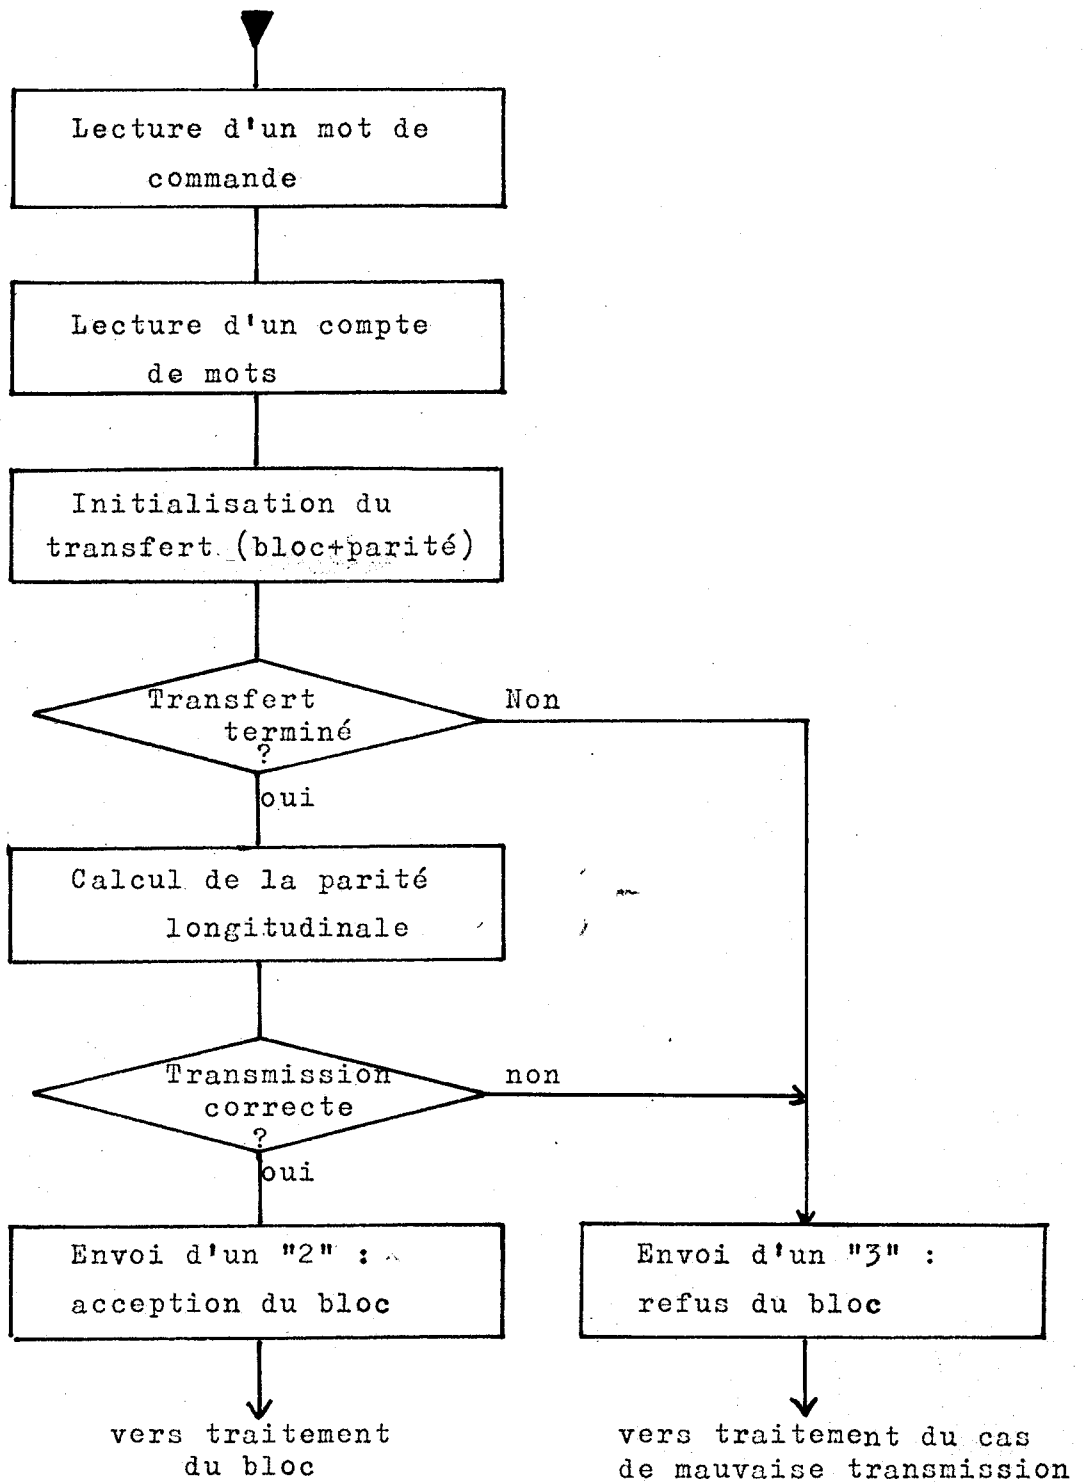 Lecture d'un mot de
commande
Lecture d'un compte
de mots
Initialisation du
transfert (bloc+parité)
Transfert
terminé
?
Non
oui
Calcul de la parité
longitudinale
Transmission
correcte
?
non
oui
Envoi d'un "2" :
acception du bloc
Envoi d'un "3" :
refus du bloc
vers traitement
du bloc
vers traitement du cas
de mauvaise transmission